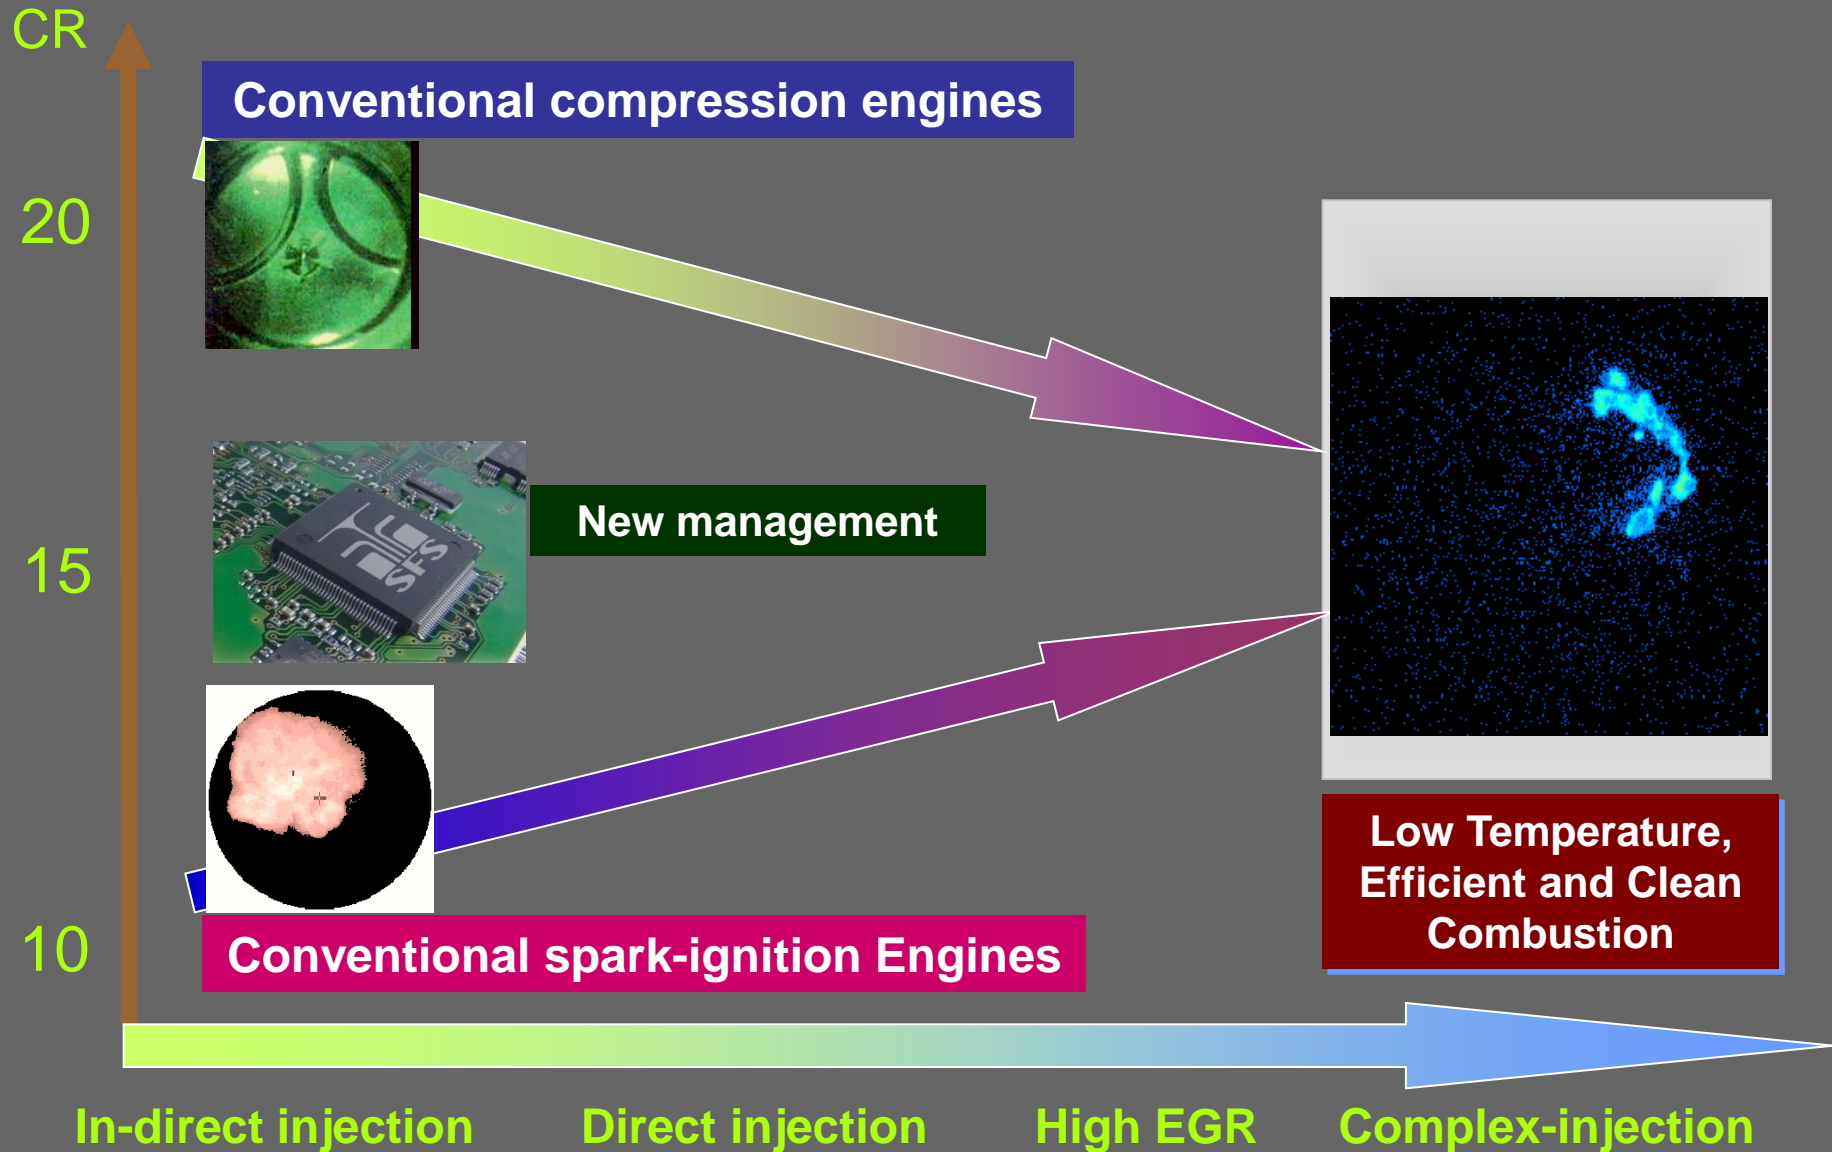 CR
Conventional compression engines
20
New management
SFS
15
Low Temperature,
Efficient and Clean
Combustion
10
Conventional spark-ignition Engines
In-direct injection
Direct injection
High EGR
Complex-injection